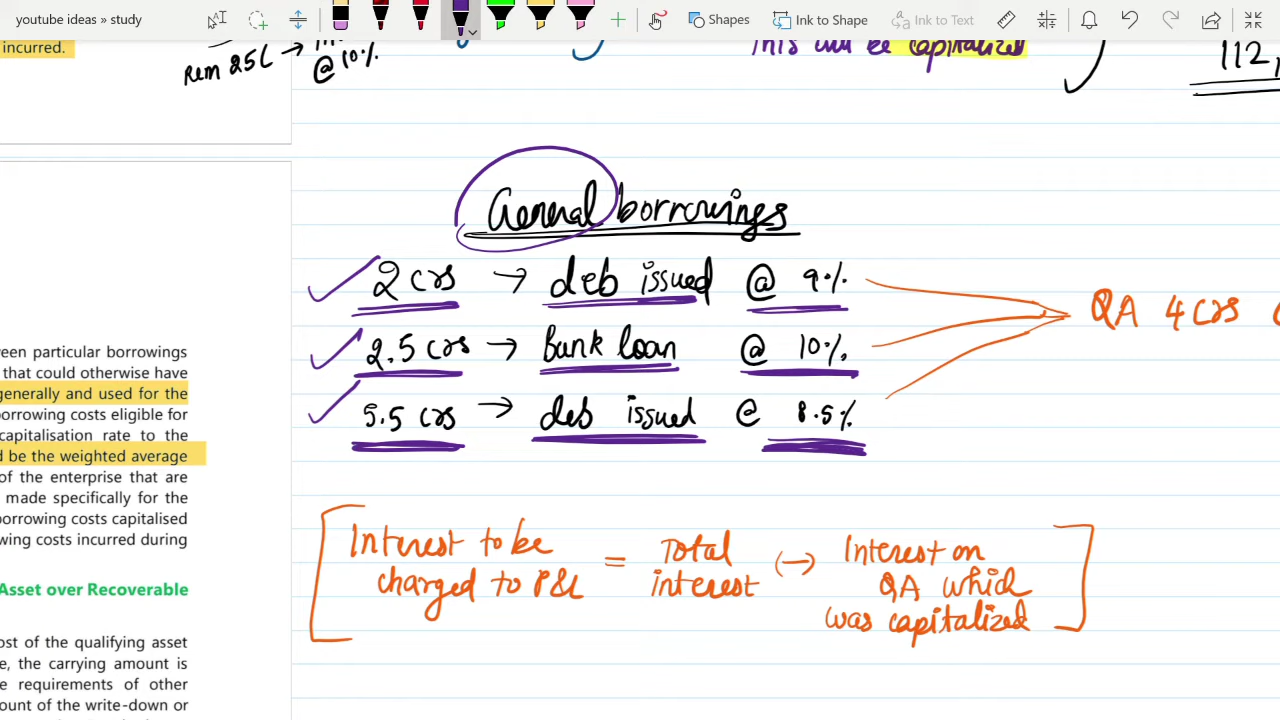 youtube ideas » study
Shapes
Ink to Shape
Ink to Text
incurred.
Rem 25L →
@ 10%
This can be capitalized
112,
General borrowings
2 crs → deb issued @ 9%
2.5 crs → Bank loan @ 10%
5.5 crs → deb issued @ 8.5%
QA 4 Crs
Interest to be
charged to P&L
=
Total
interest
(-)
Interest on
QA which
was capitalized
een particular borrowings
that could otherwise have
generally and used for the
orrowing costs eligible for
capitalisation rate to the
d be the weighted average
of the enterprise that are
made specifically for the
orrowing costs capitalised
wing costs incurred during
Asset over Recoverable
ost of the qualifying asset
e, the carrying amount is
e requirements of other
ount of the write-down or